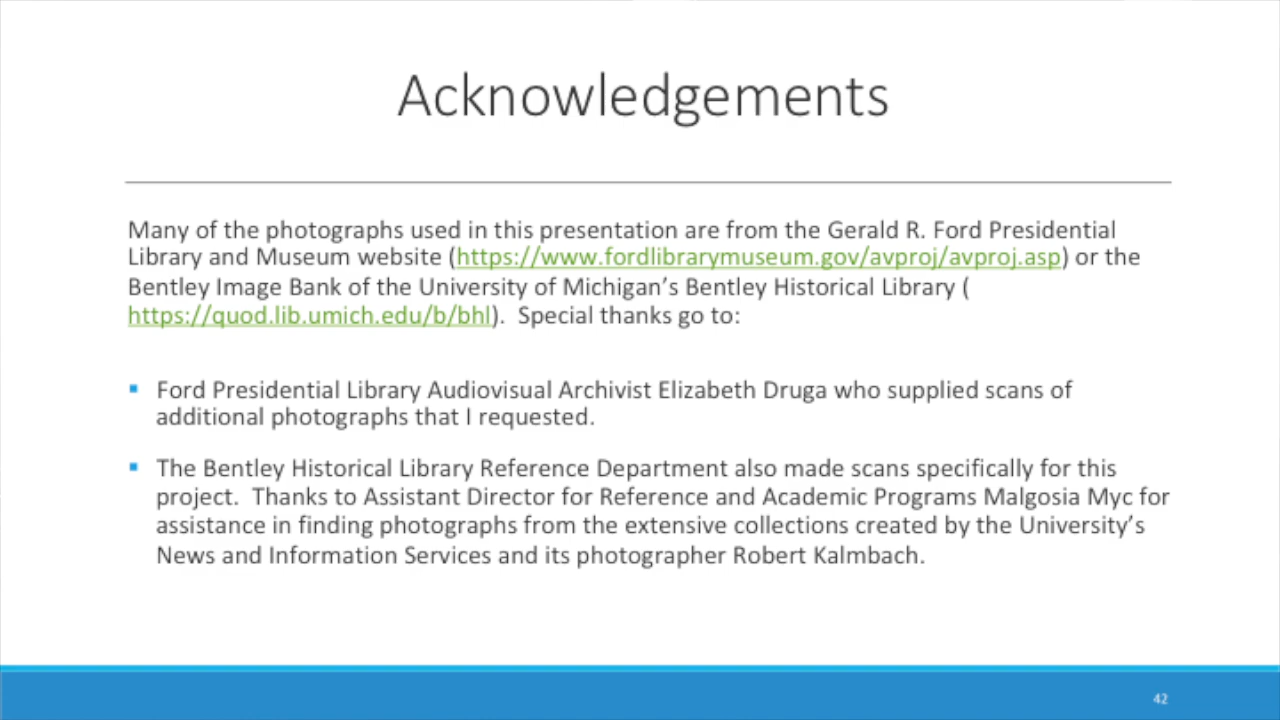 Acknowledgements
Many of the photographs used in this presentation are from the Gerald R. Ford Presidential
Library and Museum website (https://www.fordlibrarymuseum.gov/avproj/avproj.asp) or the
Bentley Image Bank of the University of Michigan’s Bentley Historical Library (
https://quod.lib.umich.edu/b/bhl).  Special thanks go to:
▪ Ford Presidential Library Audiovisual Archivist Elizabeth Druga who supplied scans of
additional photographs that I requested.
▪ The Bentley Historical Library Reference Department also made scans specifically for this
project.  Thanks to Assistant Director for Reference and Academic Programs Malgosia Myc for
assistance in finding photographs from the extensive collections created by the University’s
News and Information Services and its photographer Robert Kalmbach.
42